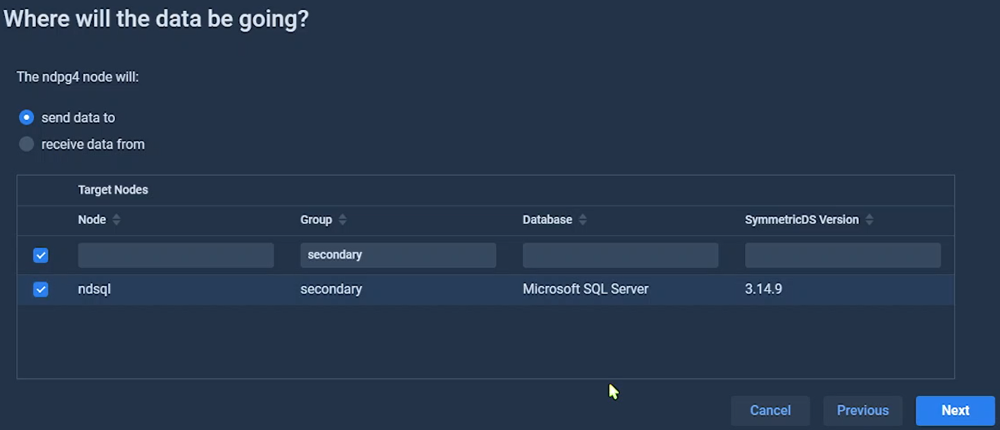 Where will the data be going?
The ndpg4 node will:
send data to
receive data from
Target Nodes
Node Group Database SymmetricDS Version
secondary
ndsql secondary Microsoft SQL Server 3.14.9
Cancel Previous Next